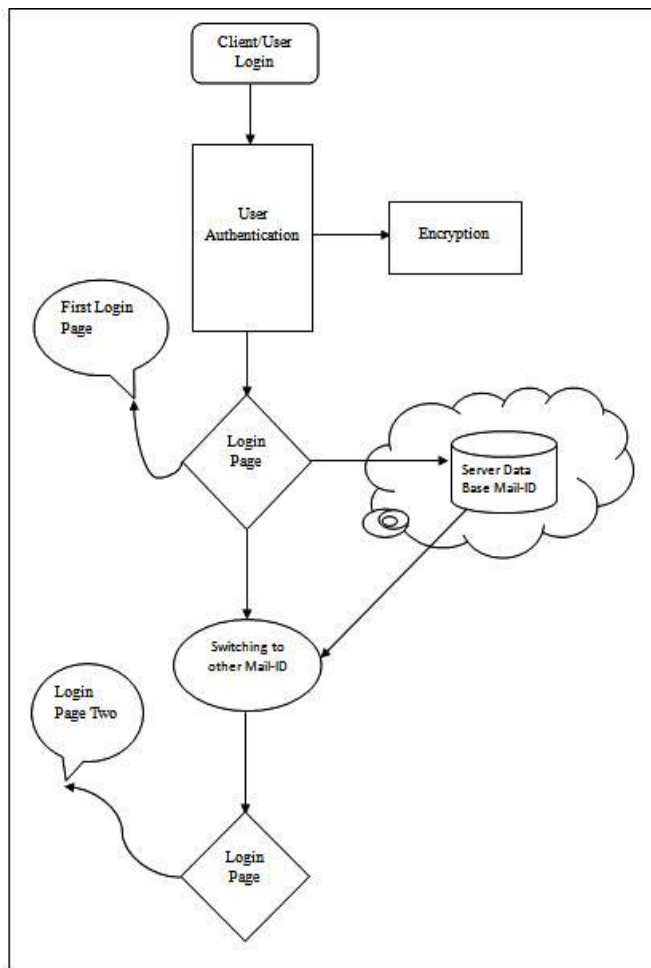 Client/User
Login
User
Authentication
Encryption
First Login
Page
Login
Page
Server Data
Base Mail-ID
Switching to
other Mail-ID
Login
Page Two
Login
Page